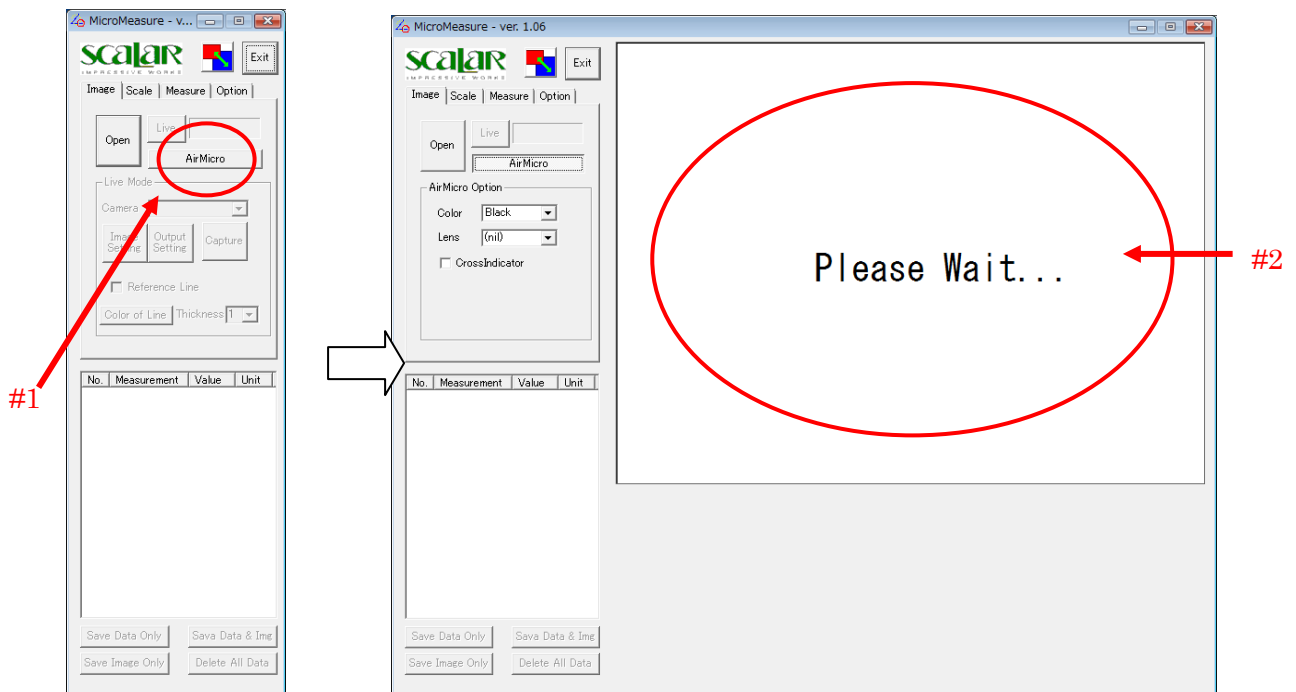 MicroMeasure - v...
scalar
IMPRESSIVE WORKS
Exit
Image Scale Measure Option
Open
Live
AirMicro
Live Mode
Camera
Image Setting
Output Setting
Capture
Reference Line
Color of Line Thickness 1
No. Measurement Value Unit
Save Data Only Sava Data & Img
Save Image Only Delete All Data
#1
MicroMeasure - ver. 1.06
scalar
IMPRESSIVE WORKS
Exit
Image Scale Measure Option
Open
Live
AirMicro
AirMicro Option
Color Black
Lens (nil)
CrossIndicator
No. Measurement Value Unit
Save Data Only Sava Data & Img
Save Image Only Delete All Data
Please Wait...
#2